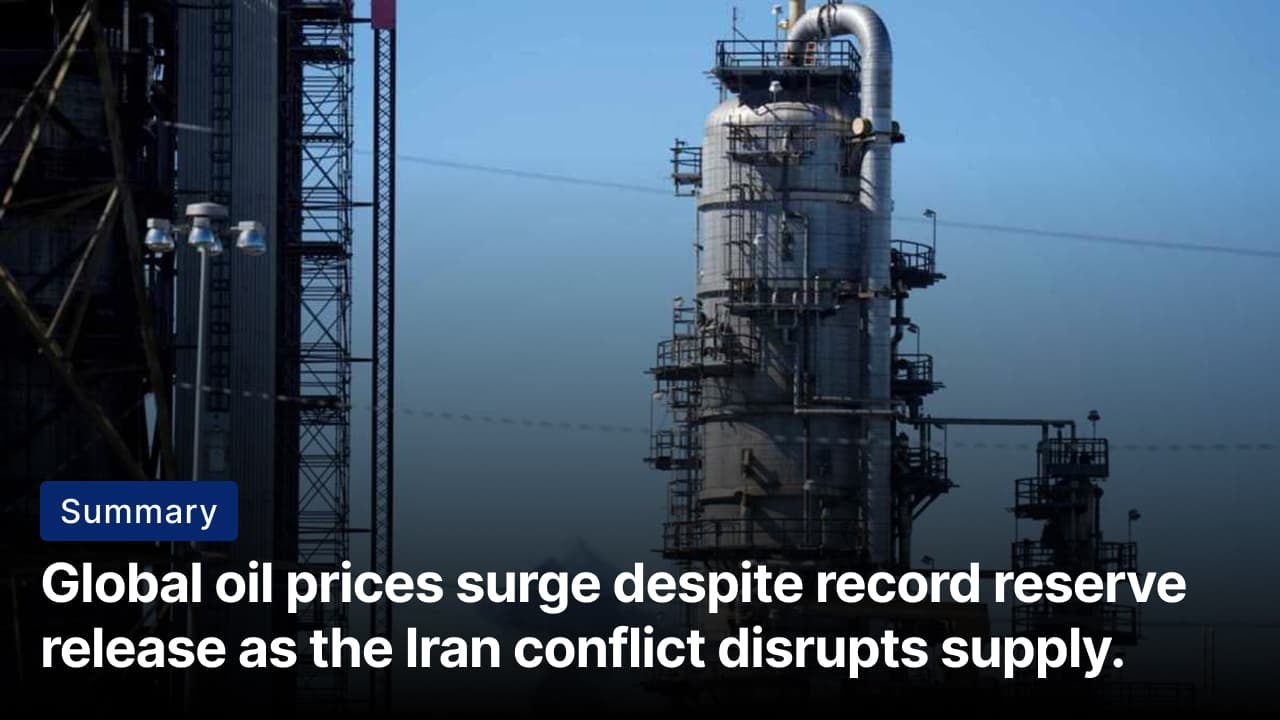 Summary
Global oil prices surge despite record reserve
release as the Iran conflict disrupts supply.